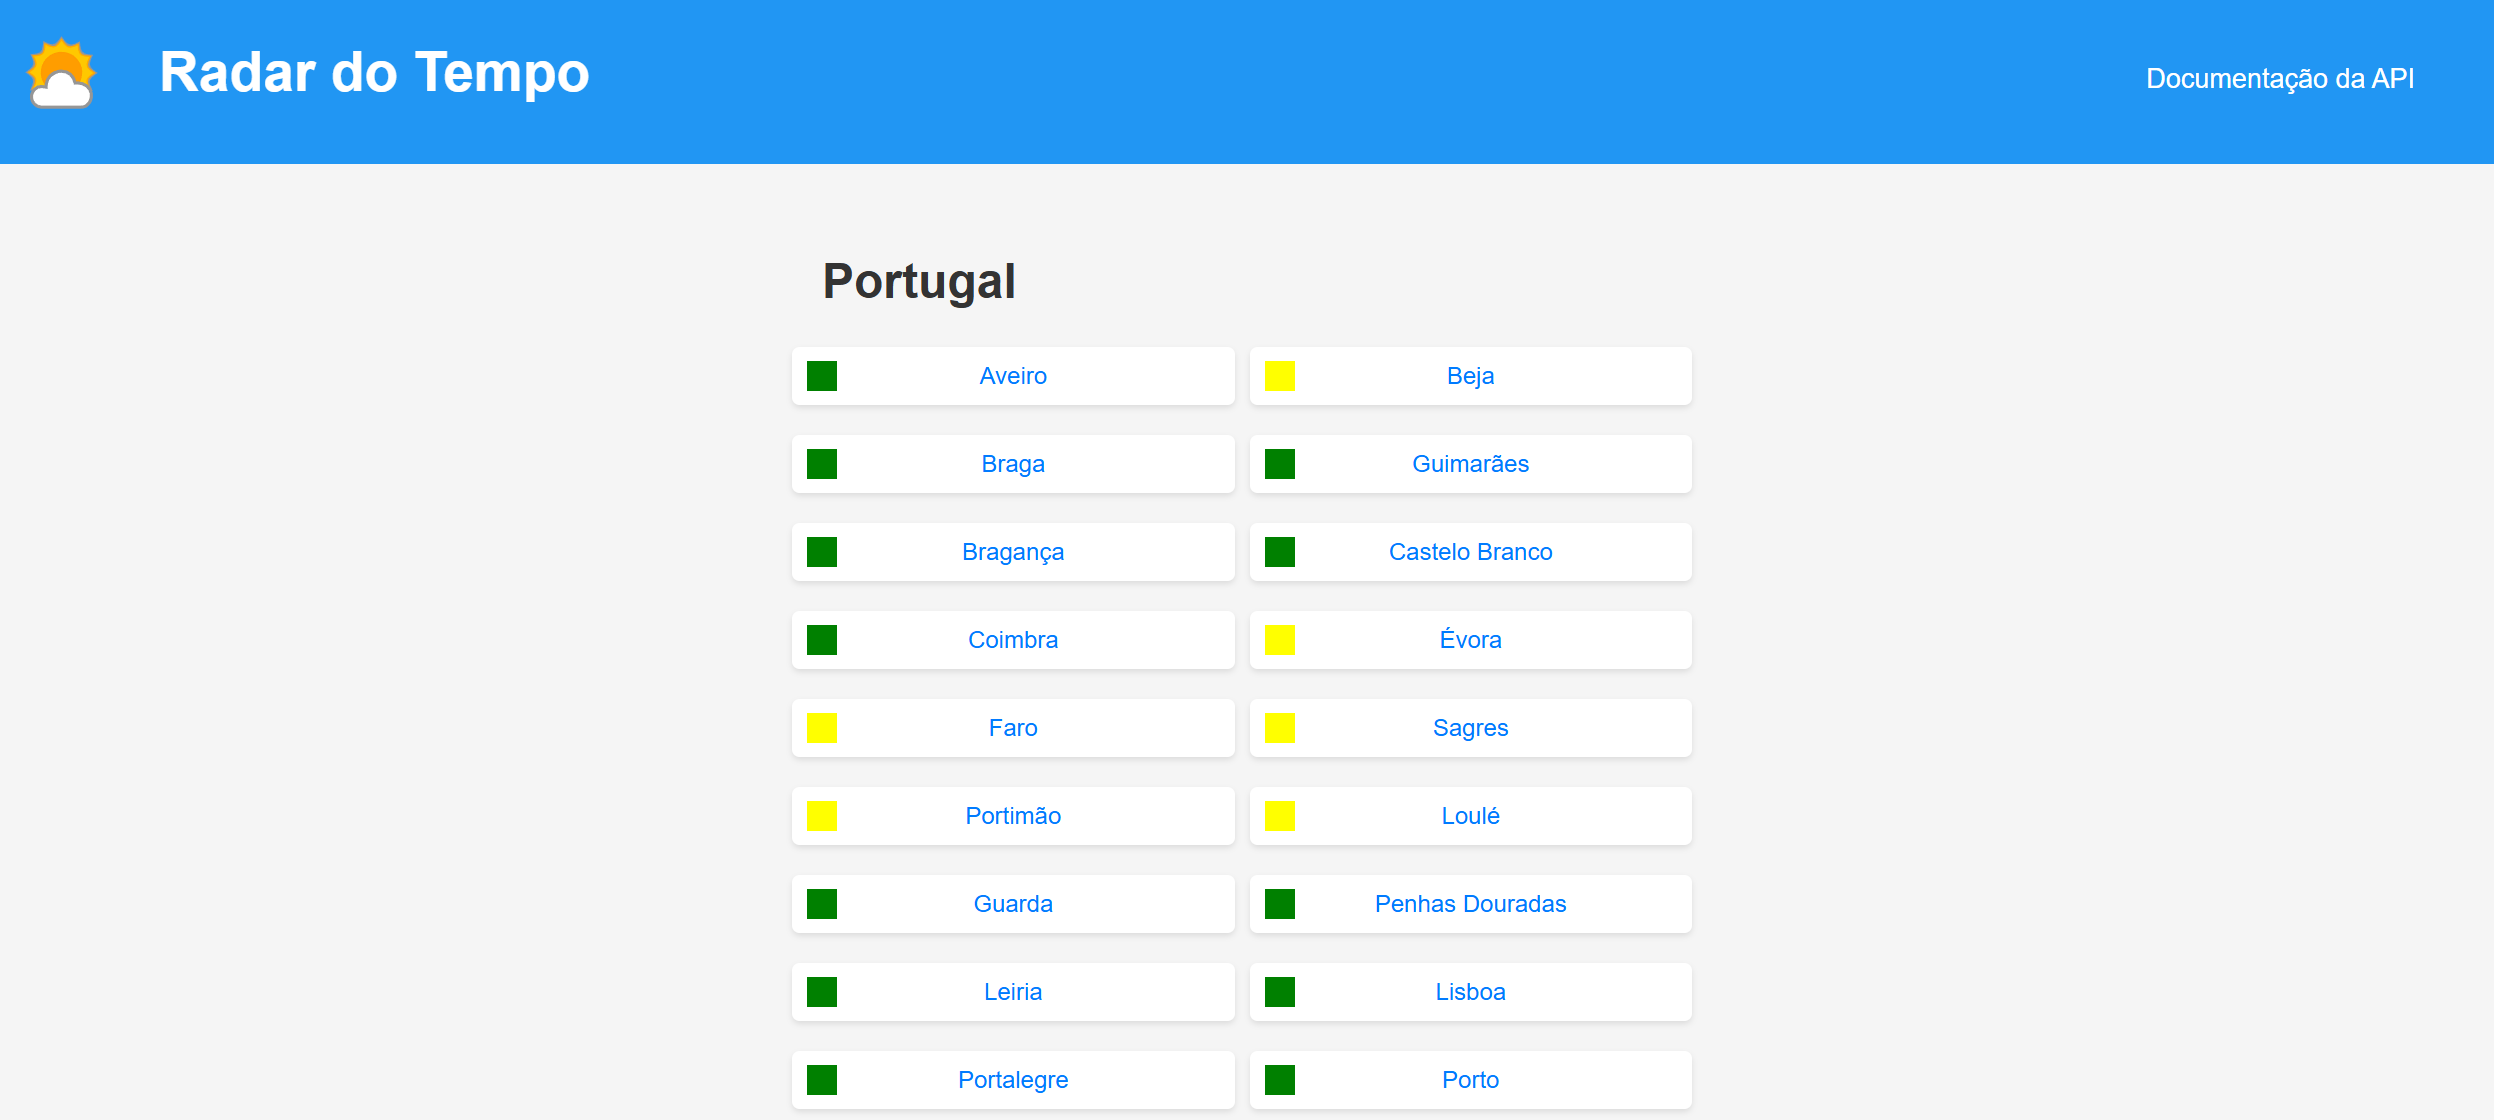 Radar do Tempo
Documentação da API
Portugal
Aveiro
Beja
Braga
Guimarães
Bragança
Castelo Branco
Coimbra
Évora
Faro
Sagres
Portimão
Loulé
Guarda
Penhas Douradas
Leiria
Lisboa
Portalegre
Porto